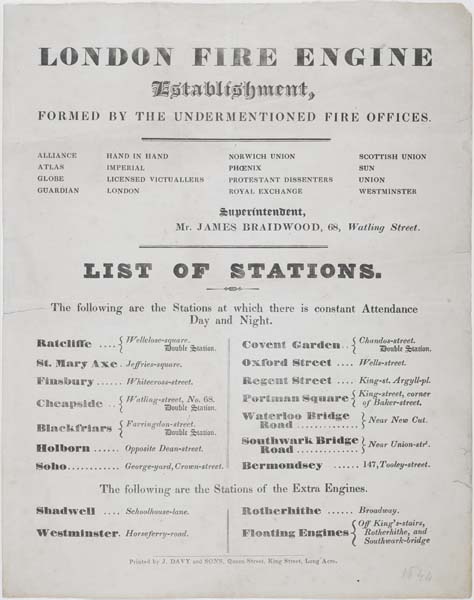 LONDON FIRE ENGINE
Establishment,
FORMED BY THE UNDERMENTIONED FIRE OFFICES.
ALLIANCE HAND IN HAND NORWICH UNION SCOTTISH UNION
ATLAS IMPERIAL PHŒNIX SUN
GLOBE LICENSED VICTUALLERS PROTESTANT DISSENTERS UNION
GUARDIAN LONDON ROYAL EXCHANGE WESTMINSTER
Superintendent,
Mr. JAMES BRAIDWOOD, 68, Watling Street.
LIST OF STATIONS.
The following are the Stations at which there is constant Attendance
Day and Night.
Ratcliffe .... { Wellclose-square.
Double Station.
St. Mary Axe . Jeffries-square.
Finsbury ...... Whitecross-street.
Cheapside .. { Watling-street, No. 68.
Double Station.
Blackfriars { Farringdon-street.
Double Station.
Holborn ...... Opposite Dean-street.
Soho ........ George-yard, Crown-street.
Covent Garden .. { Chandos-street.
Double Station.
Oxford Street .... Wells-street.
Regent Street .... King-st. Argyll-pl.
Portman Square { King-street, corner
of Baker-street.
Waterloo Bridge
Road ............ } Near New Cut.
Southwark Bridge
Road ............ } Near Union-str^t.
Bermondsey ...... 147, Tooley-street.
The following are the Stations of the Extra Engines.
Shadwell .... Schoolhouse-lane.
Westminster. Horseferry-road.
Rotherhithe ...... Broadway.
Floating Engines { Off King's-stairs,
Rotherhithe, and
Southwark-bridge
Printed by J. DAVY and SONS, Queen Street, King Street, Long Acre.
1844